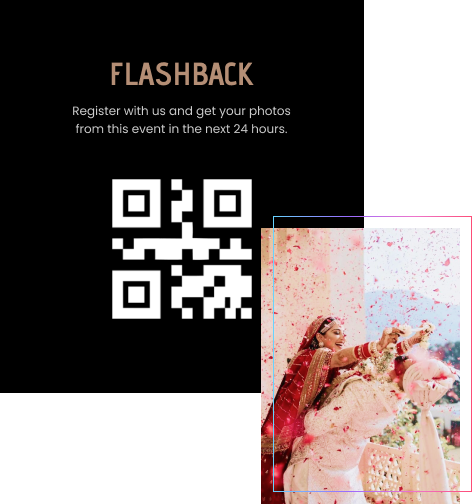 FLASHBACK
Register with us and get your photos
from this event in the next 24 hours.